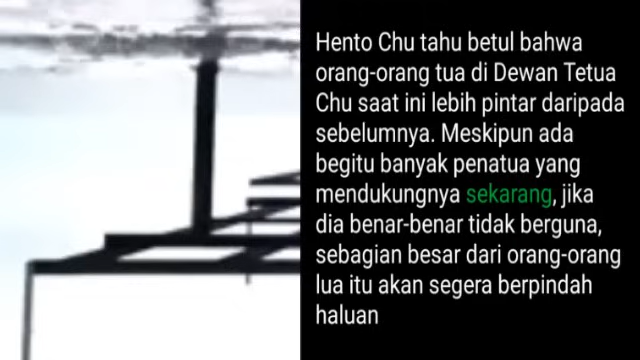 Hento Chu tahu betul bahwa
orang-orang tua di Dewan Tetua
Chu saat ini lebih pintar daripada
sebelumnya. Meskipun ada
begitu banyak penatua yang
mendukungnya sekarang, jika
dia benar-benar tidak berguna,
sebagian besar dari orang-orang
lua itu akan segera berpindah
haluan